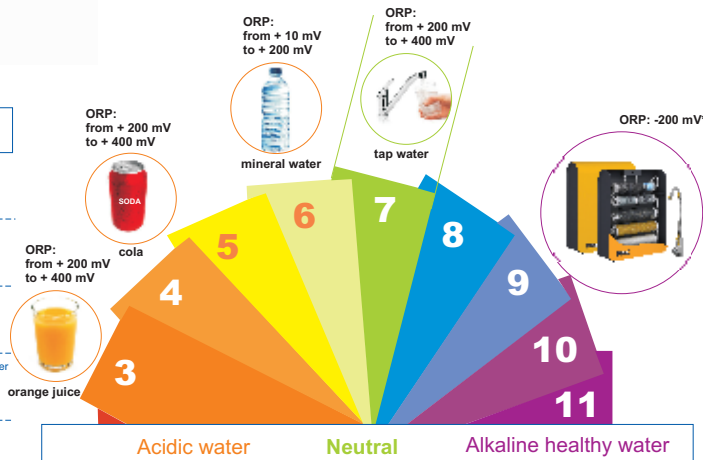 ORP:
from + 10 mV
to + 200 mV
mineral water
ORP:
from + 200 mV
to + 400 mV
tap water
ORP: -200 mV*
ORP:
from + 200 mV
to + 400 mV
SODA
cola
ORP:
from + 200 mV
to + 400 mV
orange juice
3
4
5
6
7
8
9
10
11
Acidic water
Neutral
Alkaline healthy water